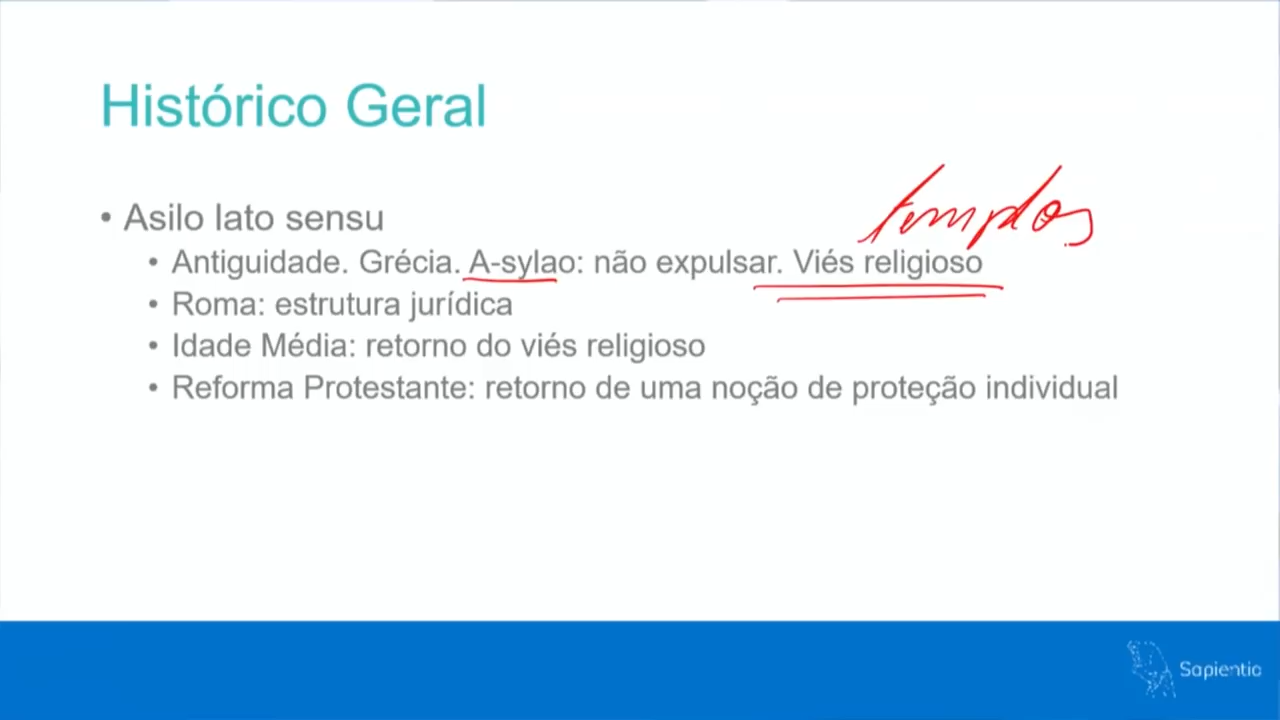 Histórico Geral
templos
• Asilo lato sensu
• Antiguidade. Grécia. A-sylao: não expulsar. Viés religioso
• Roma: estrutura jurídica
• Idade Média: retorno do viés religioso
• Reforma Protestante: retorno de uma noção de proteção individual
Sapientia